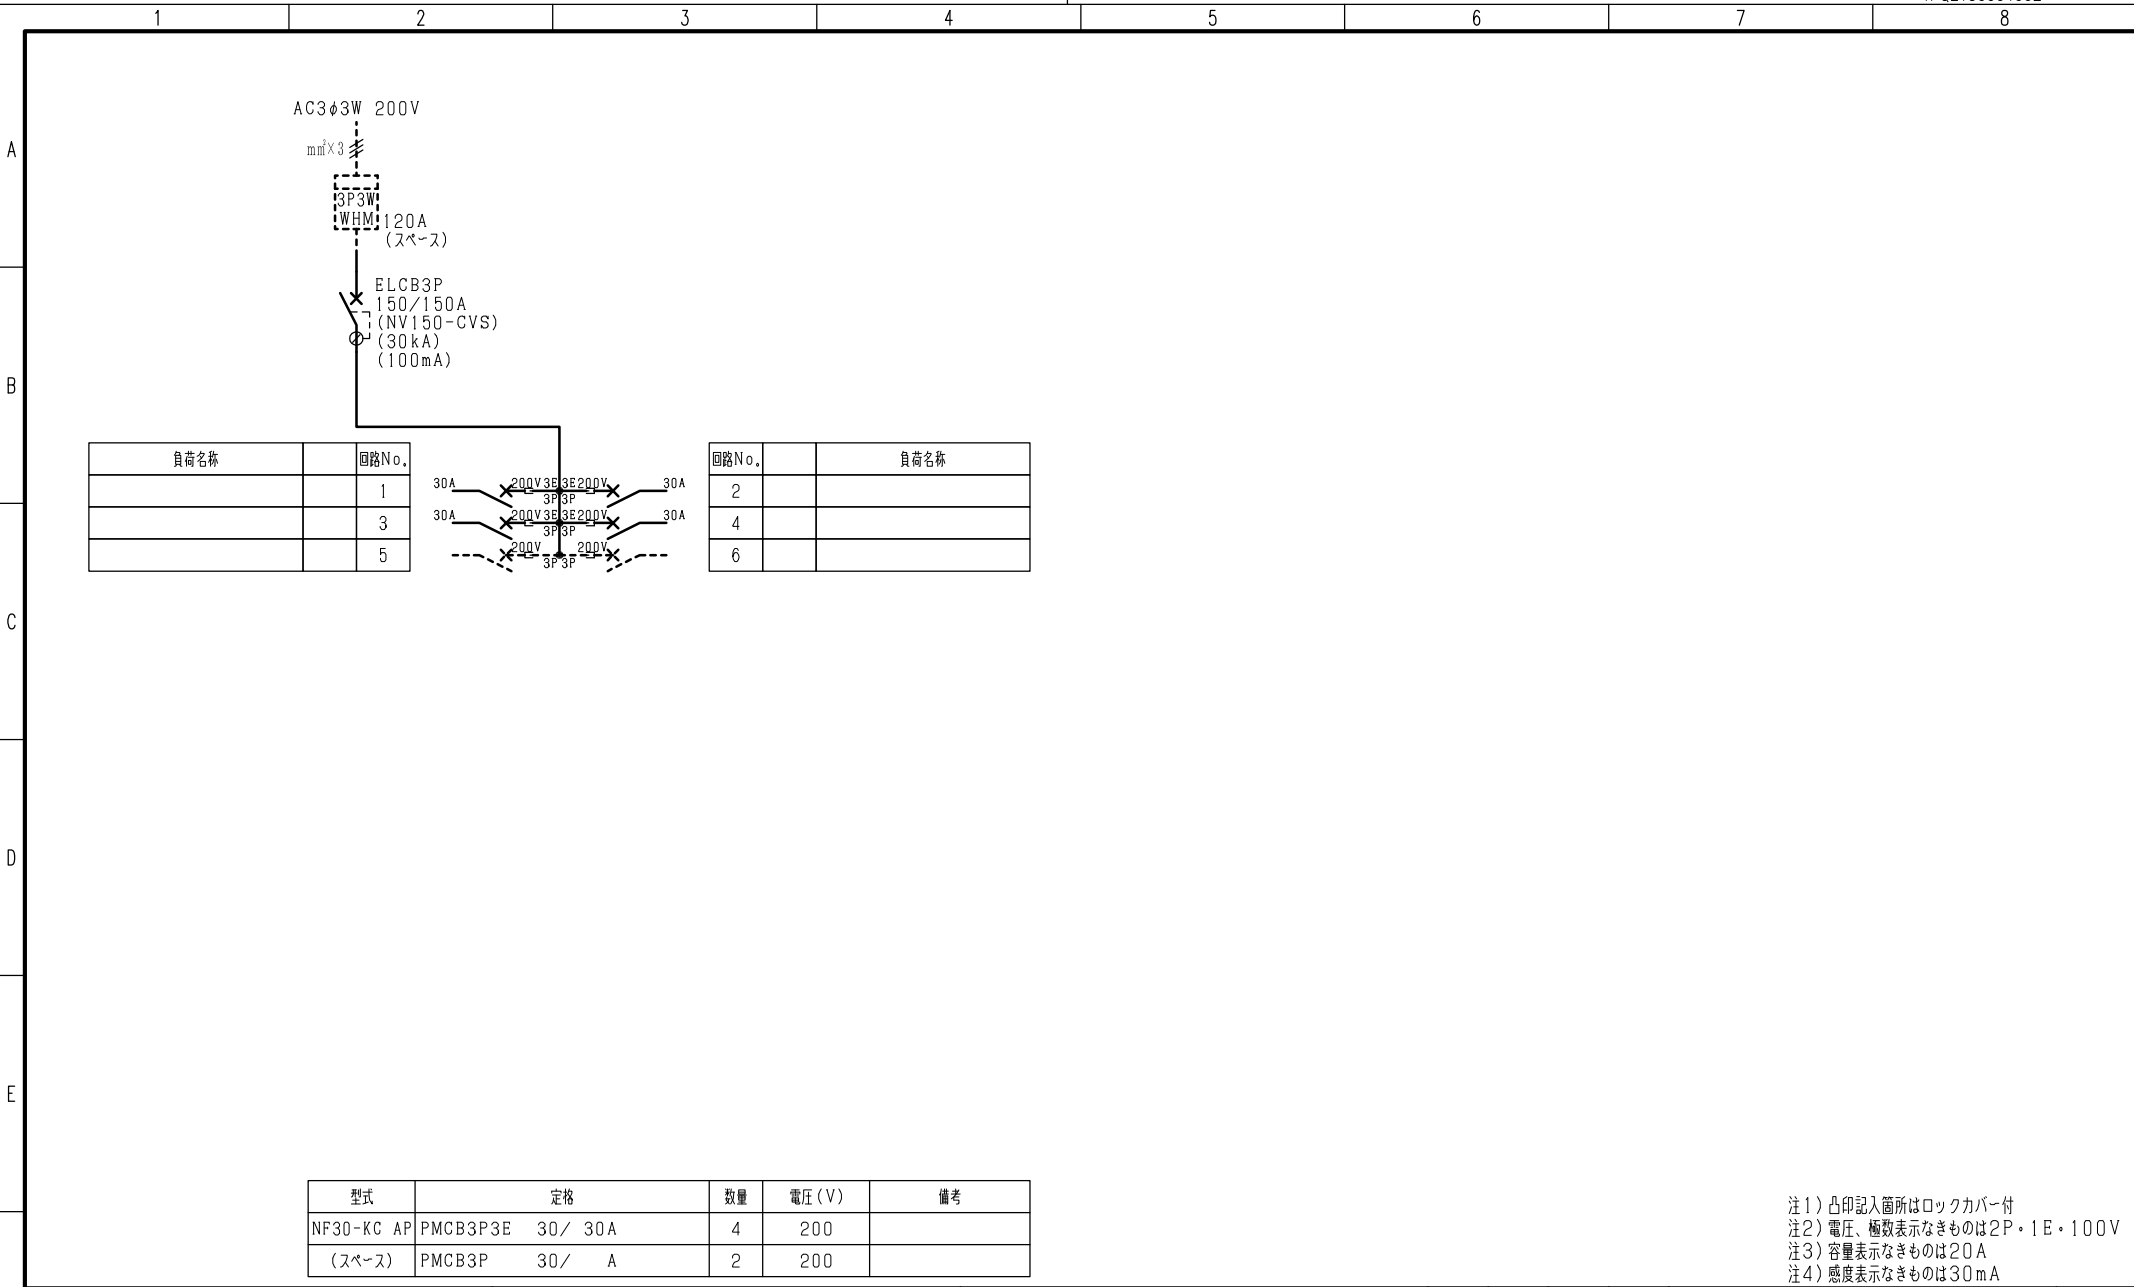 1 2 3 4 5 6 7 8
A
B
C
D
E
AC3φ3W 200V
mm²×3
3P3W
WHM
120A
(スペース)
ELCB3P
150/150A
(NV150-CVS)
(30kA)
(100mA)
負荷名称 回路No. 回路No. 負荷名称
1 30A 200V 3E 3E 200V 30A 2
3P 3P
3 30A 200V 3E 3E 200V 30A 4
3P 3P
5 200V 200V 6
3P 3P
型式 定格 数量 電圧(V) 備考
NF30-KC AP PMCB3P3E 30/ 30A 4 200
(スペース) PMCB3P 30/ A 2 200
注1)凸印記入箇所はロックカバー付
注2)電圧、極数表示なきものは2P・1E・100V
注3)容量表示なきものは20A
注4)感度表示なきものは30mA